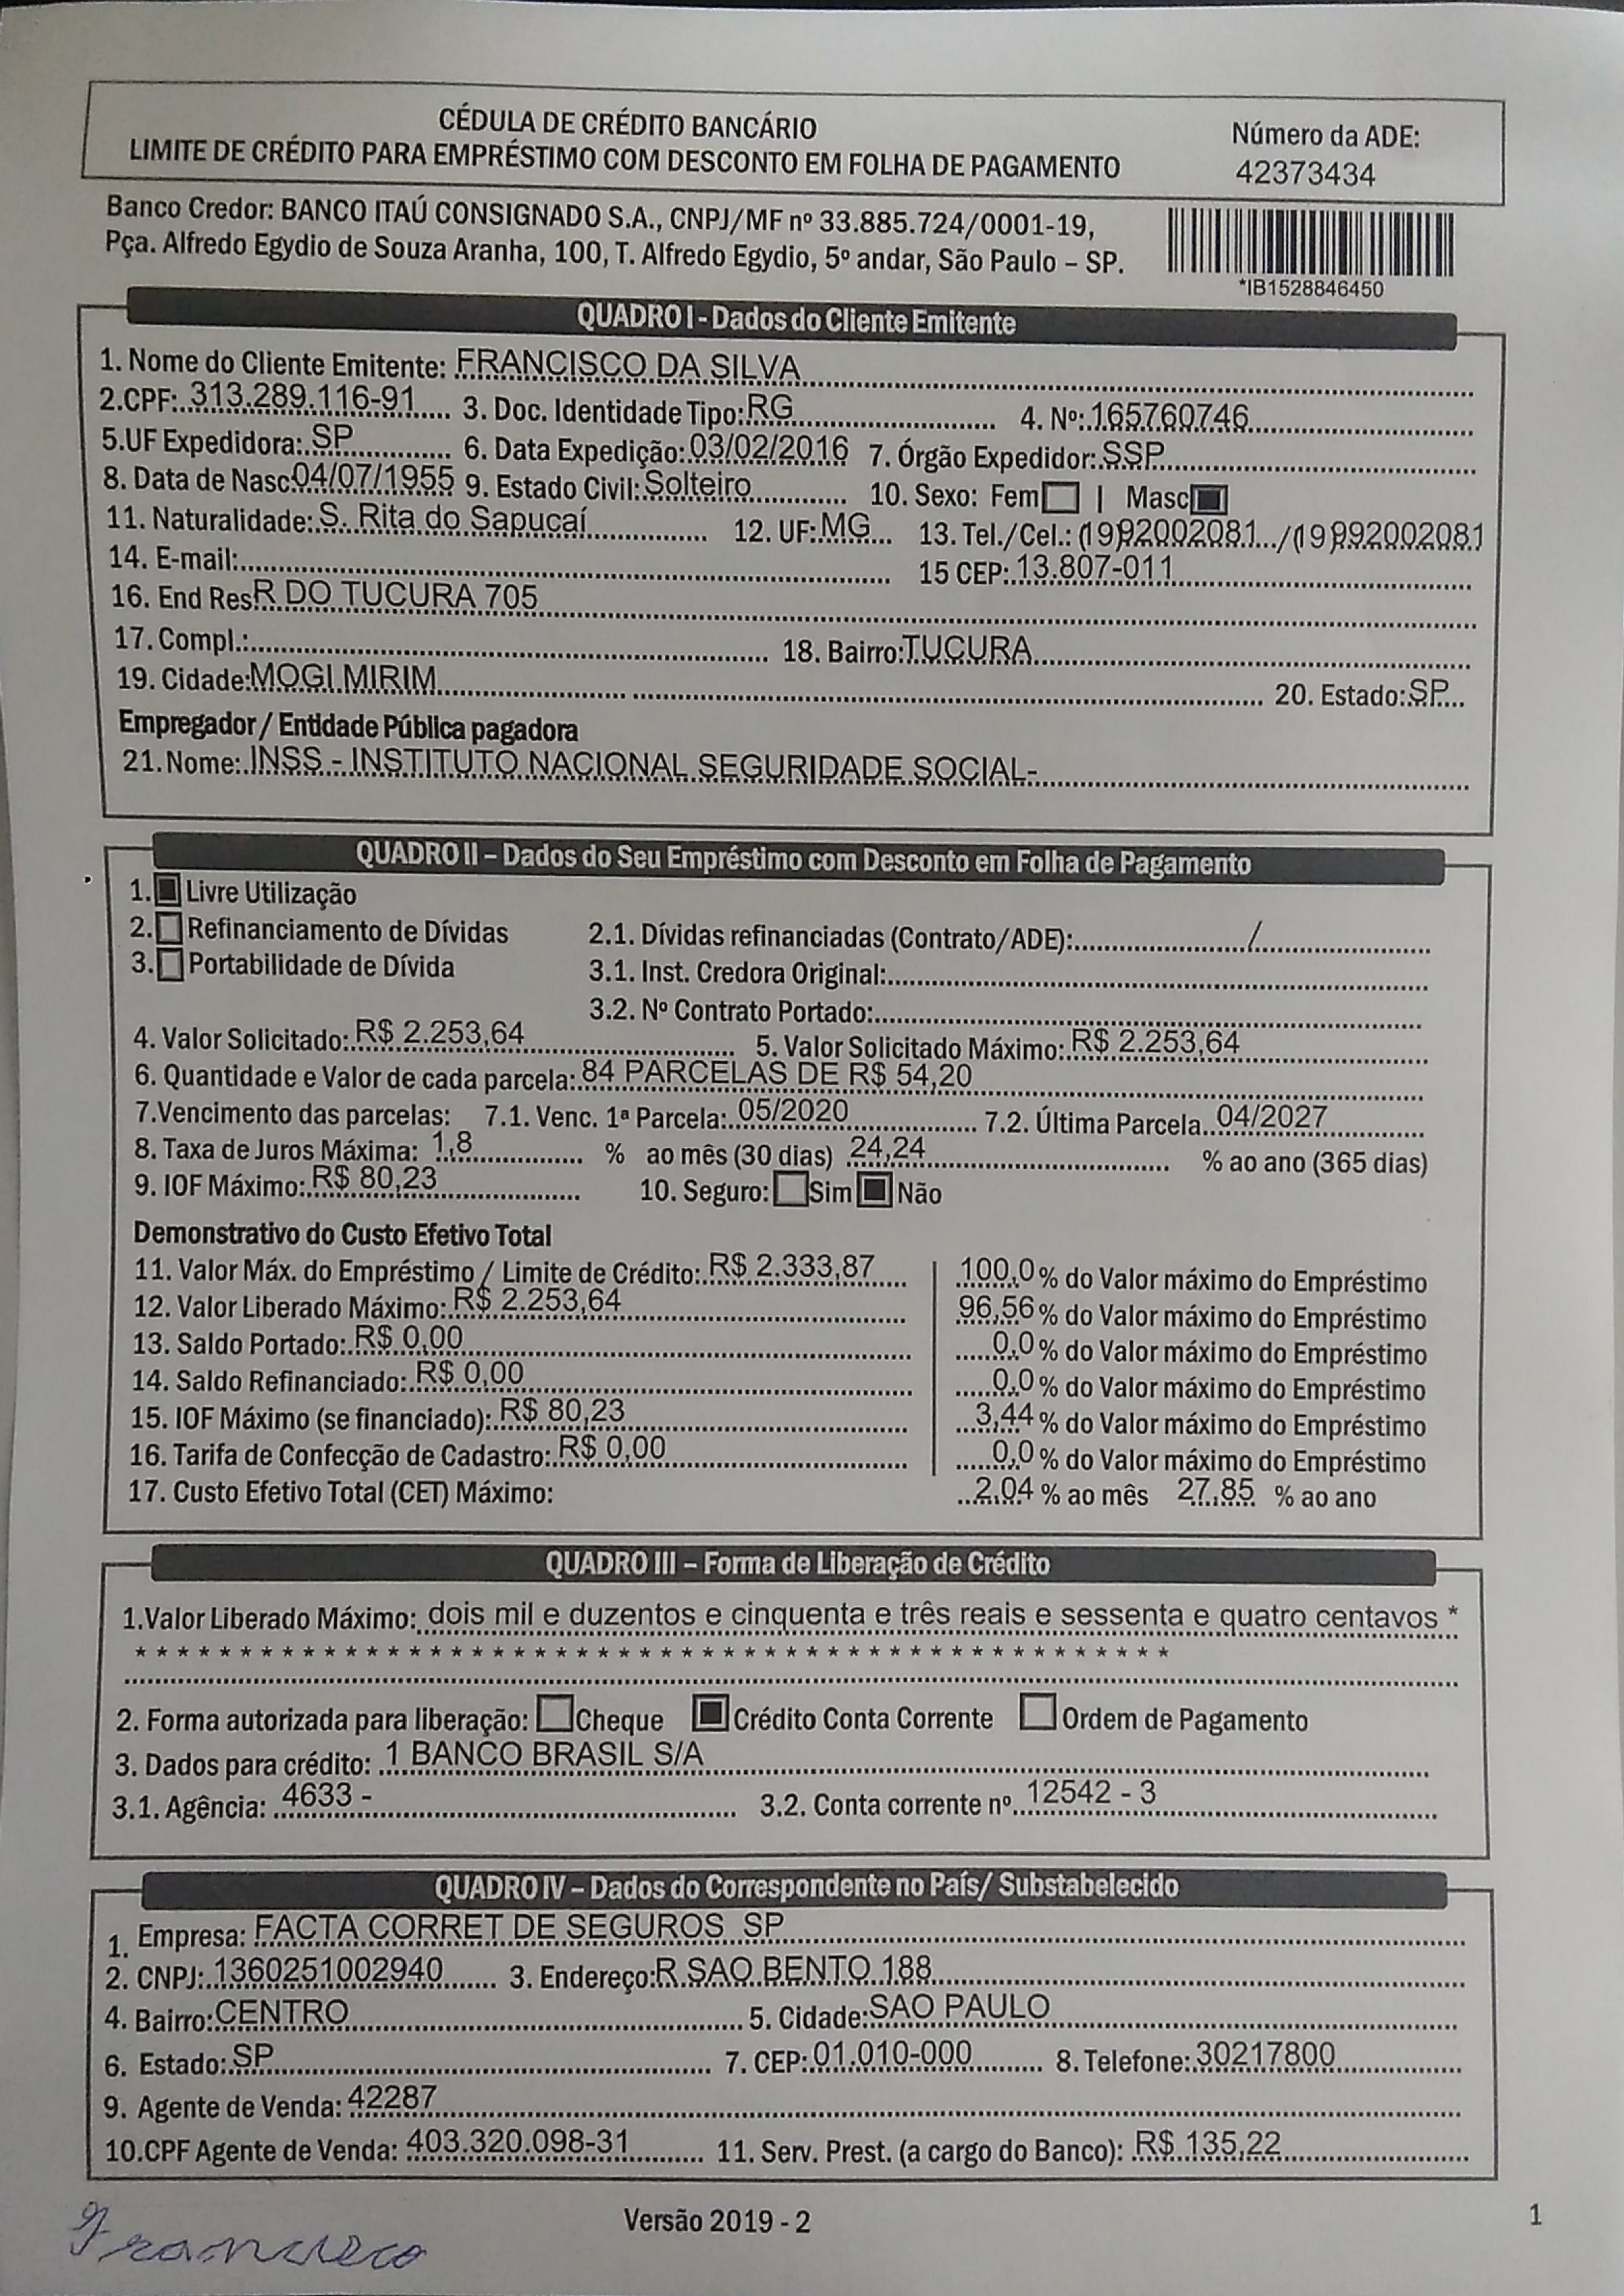 CÉDULA DE CRÉDITO BANCÁRIO
LIMITE DE CRÉDITO PARA EMPRÉSTIMO COM DESCONTO EM FOLHA DE PAGAMENTO
Número da ADE:
42373434
Banco Credor: BANCO ITAÚ CONSIGNADO S.A., CNPJ/MF nº 33.885.724/0001-19,
Pça. Alfredo Egydio de Souza Aranha, 100, T. Alfredo Egydio, 5º andar, São Paulo – SP.
*IB1528846450
QUADRO I - Dados do Cliente Emitente
1. Nome do Cliente Emitente: FRANCISCO DA SILVA
2.CPF: 313.289.116-91 3. Doc. Identidade Tipo: RG 4. Nº: 165760746
5.UF Expedidora: SP 6. Data Expedição: 03/02/2016 7. Órgão Expedidor: SSP
8. Data de Nasc: 04/07/1955 9. Estado Civil: Solteiro 10. Sexo: Fem | Masc
11. Naturalidade: S. Rita do Sapucaí 12. UF: MG 13. Tel./Cel.: (19)92002081 /(19)992002081
14. E-mail: 15 CEP: 13.807-011
16. End Res R DO TUCURA 705
17. Compl.: 18. Bairro: TUCURA
19. Cidade: MOGI MIRIM 20. Estado: SP
Empregador / Entidade Pública pagadora
21. Nome: INSS - INSTITUTO NACIONAL SEGURIDADE SOCIAL-
QUADRO II – Dados do Seu Empréstimo com Desconto em Folha de Pagamento
1. Livre Utilização
2. Refinanciamento de Dívidas 2.1. Dívidas refinanciadas (Contrato/ADE): /
3. Portabilidade de Dívida 3.1. Inst. Credora Original:
3.2. Nº Contrato Portado:
4. Valor Solicitado: R$ 2.253,64 5. Valor Solicitado Máximo: R$ 2.253,64
6. Quantidade e Valor de cada parcela: 84 PARCELAS DE R$ 54,20
7.Vencimento das parcelas: 7.1. Venc. 1ª Parcela: 05/2020 7.2. Última Parcela 04/2027
8. Taxa de Juros Máxima: 1,8 % ao mês (30 dias) 24,24 % ao ano (365 dias)
9. IOF Máximo: R$ 80,23 10. Seguro: Sim Não
Demonstrativo do Custo Efetivo Total
11. Valor Máx. do Empréstimo / Limite de Crédito: R$ 2.333,87 100,0 % do Valor máximo do Empréstimo
12. Valor Liberado Máximo: R$ 2.253,64 96,56 % do Valor máximo do Empréstimo
13. Saldo Portado: R$ 0,00 0,0 % do Valor máximo do Empréstimo
14. Saldo Refinanciado: R$ 0,00 0,0 % do Valor máximo do Empréstimo
15. IOF Máximo (se financiado): R$ 80,23 3,44 % do Valor máximo do Empréstimo
16. Tarifa de Confecção de Cadastro: R$ 0,00 0,0 % do Valor máximo do Empréstimo
17. Custo Efetivo Total (CET) Máximo: 2,04 % ao mês 27,85 % ao ano
QUADRO III – Forma de Liberação de Crédito
1.Valor Liberado Máximo: dois mil e duzentos e cinquenta e três reais e sessenta e quatro centavos *
* * * * * * * * * * * * * * * * * * * * * * * * * * * * * * * * * * * * * * * * * * * * * * * * * *
2. Forma autorizada para liberação: Cheque Crédito Conta Corrente Ordem de Pagamento
3. Dados para crédito: 1 BANCO BRASIL S/A
3.1. Agência: 4633 - 3.2. Conta corrente nº 12542 - 3
QUADRO IV – Dados do Correspondente no País/ Substabelecido
1. Empresa: FACTA CORRET DE SEGUROS SP
2. CNPJ: 1360251002940 3. Endereço: R SAO BENTO 188
4. Bairro: CENTRO 5. Cidade: SAO PAULO
6. Estado: SP 7. CEP: 01.010-000 8. Telefone: 30217800
9. Agente de Venda: 42287
10.CPF Agente de Venda: 403.320.098-31 11. Serv. Prest. (a cargo do Banco): R$ 135,22
Francisco
Versão 2019 - 2
1